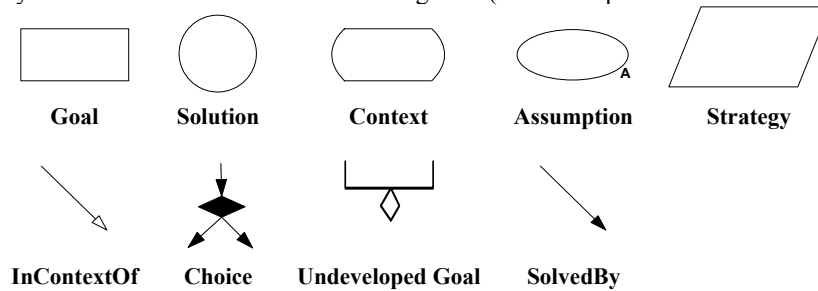 A
Goal Solution Context Assumption Strategy
InContextOf Choice Undeveloped Goal SolvedBy